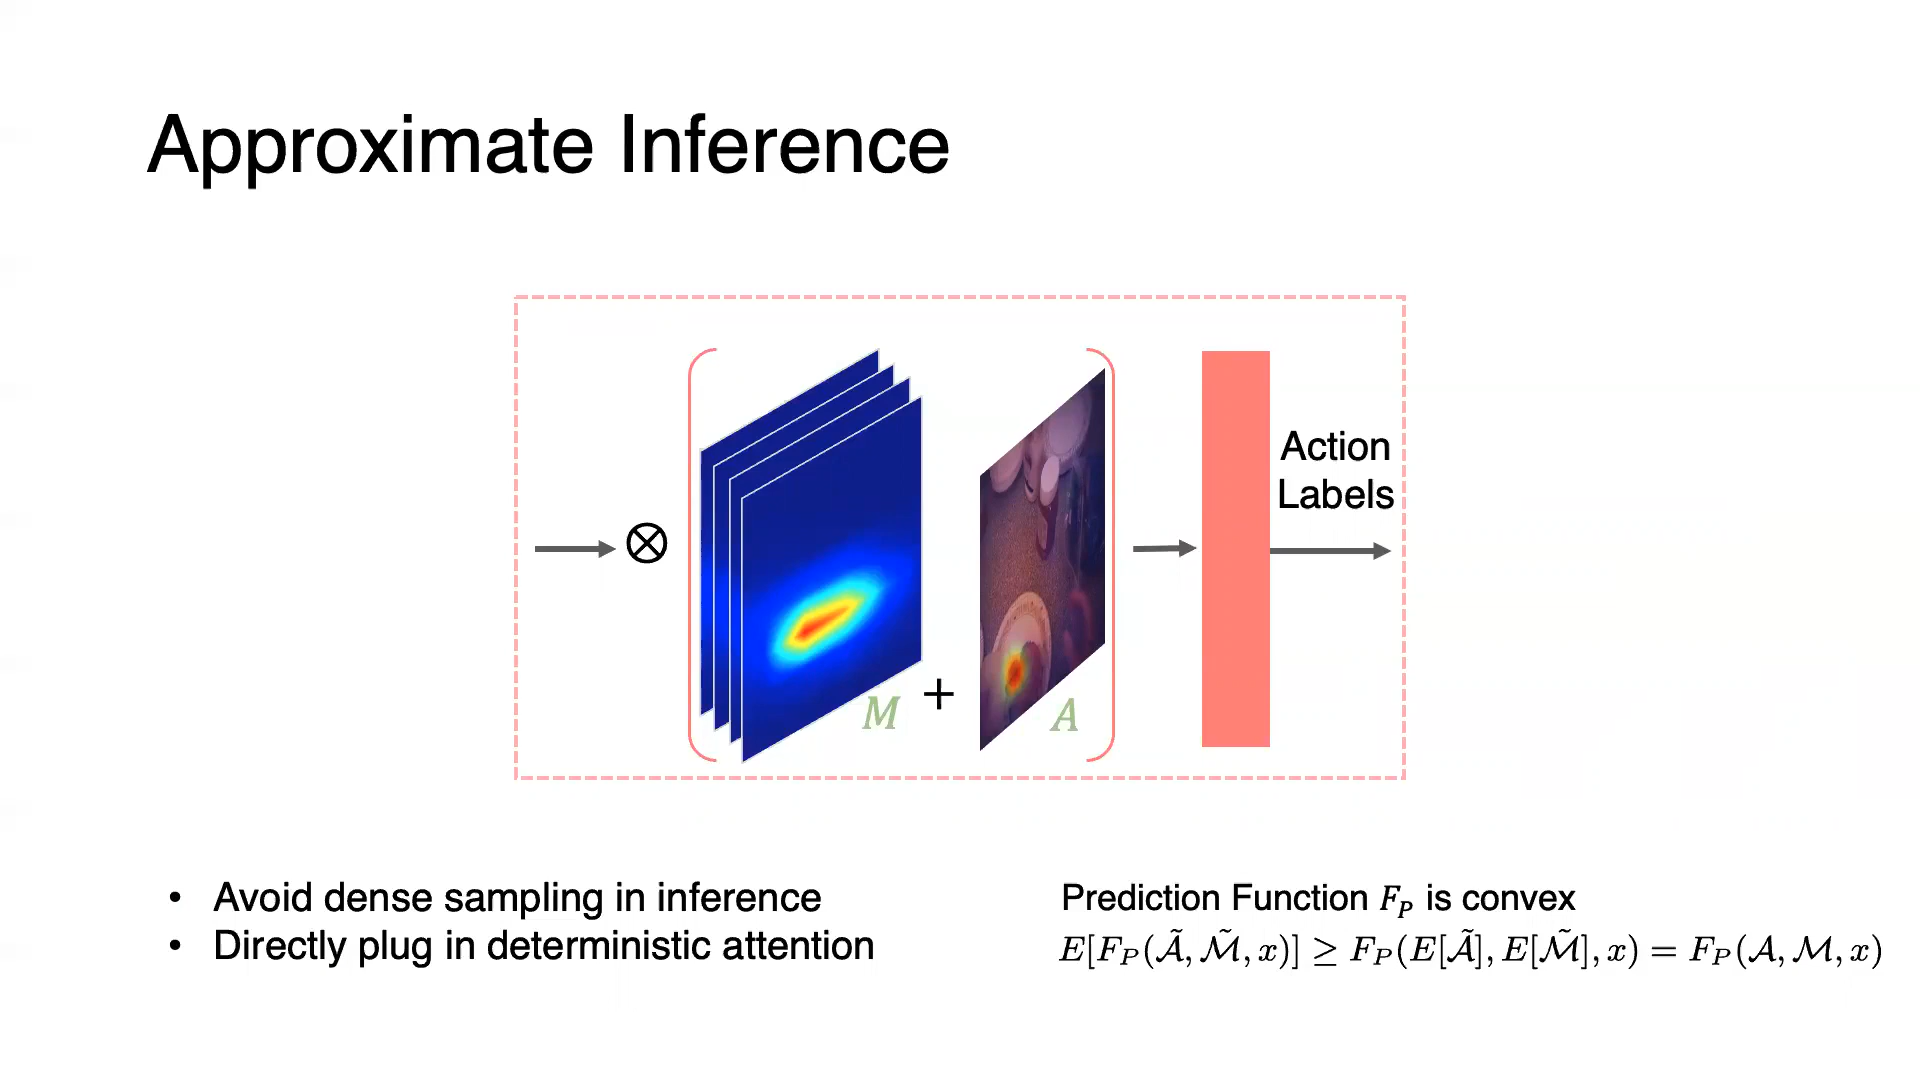 Approximate Inference
Action
Labels
⊗
M + A
• Avoid dense sampling in inference
• Directly plug in deterministic attention
Prediction Function F_P is convex
E[F_P(Ã, M̃, x)] ≥ F_P(E[Ã], E[M̃], x) = F_P(A, M, x)